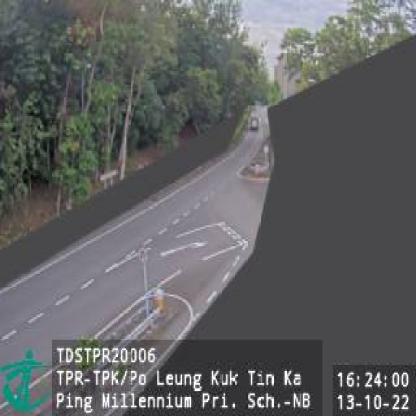 TDSTPR20006
TPR-TPK/Po Leung Kuk Tin Ka
Ping Millennium Pri. Sch.-NB
16:24:00
13-10-22